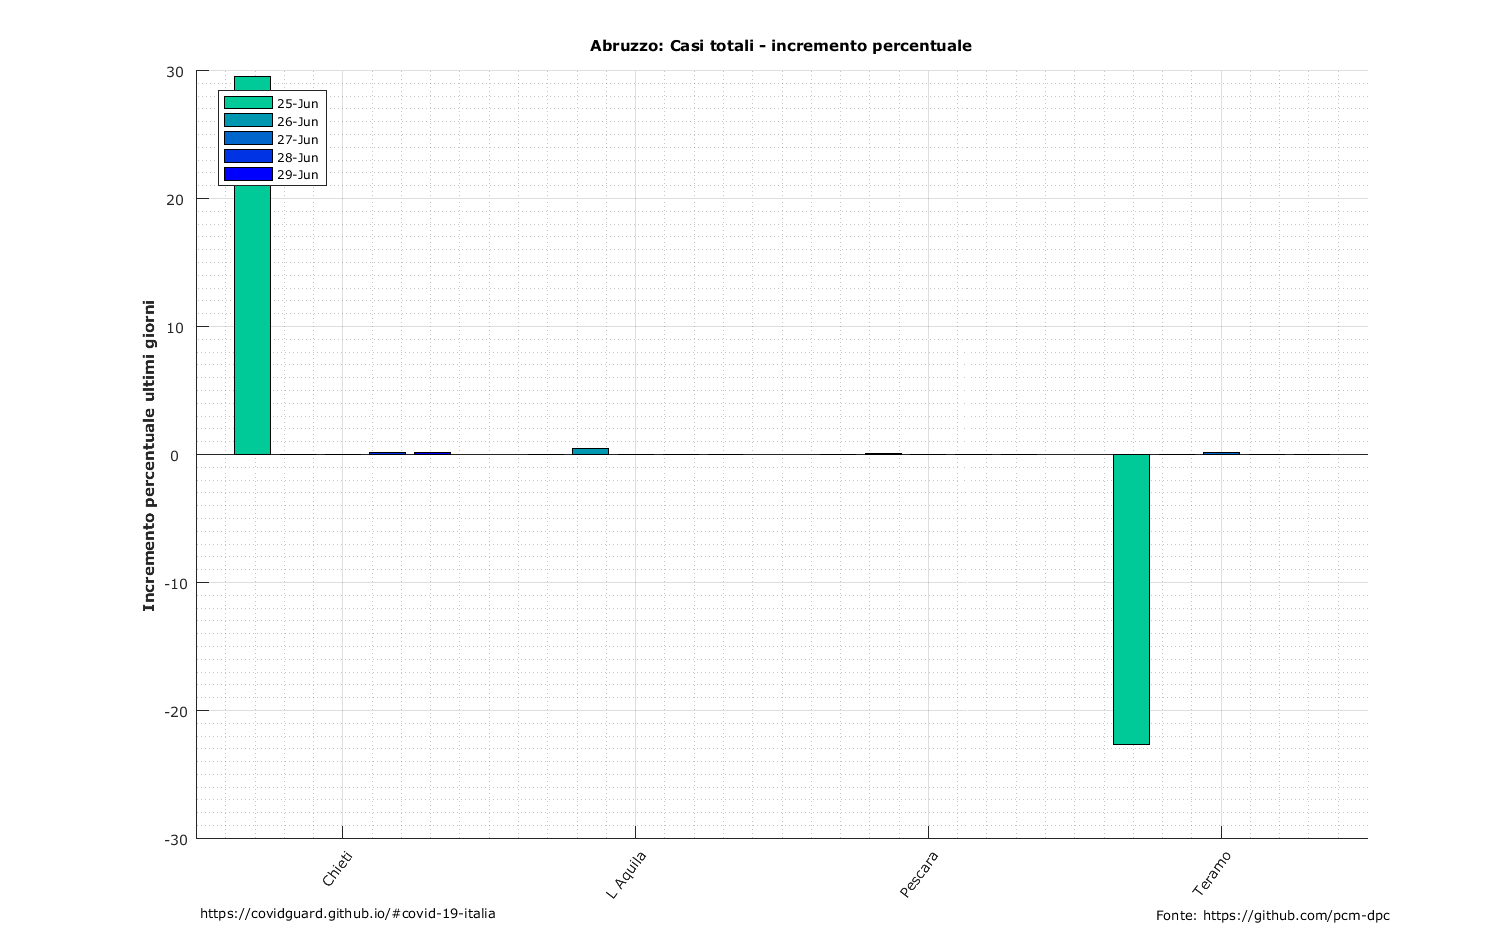 Abruzzo: Casi totali - incremento percentuale
Incremento percentuale ultimi giorni
30
20
10
0
-10
-20
-30
25-Jun
26-Jun
27-Jun
28-Jun
29-Jun
Chieti
L Aquila
Pescara
Teramo
https://covidguard.github.io/#covid-19-italia
Fonte: https://github.com/pcm-dpc